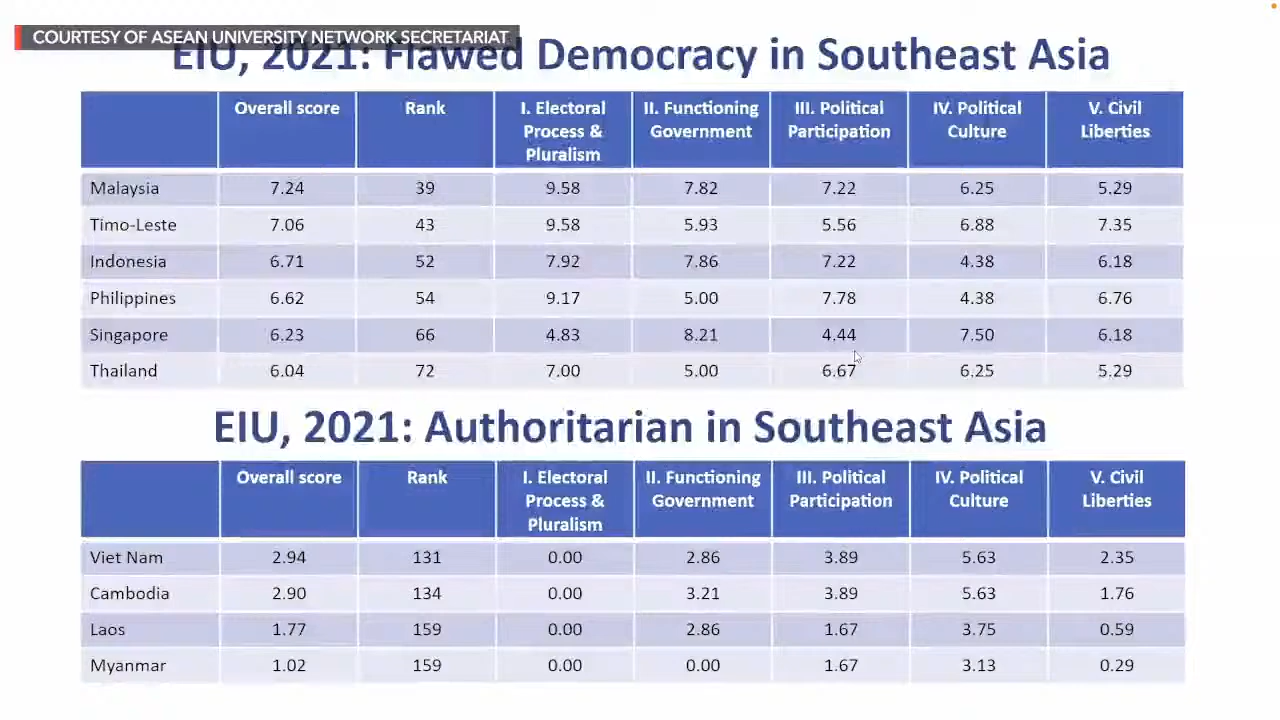 COURTESY OF ASEAN UNIVERSITY NETWORK SECRETARIAT
EIU, 2021: Flawed Democracy in Southeast Asia
Overall score Rank I. Electoral Process & Pluralism II. Functioning Government III. Political Participation IV. Political Culture V. Civil Liberties
Malaysia 7.24 39 9.58 7.82 7.22 6.25 5.29
Timo-Leste 7.06 43 9.58 5.93 5.56 6.88 7.35
Indonesia 6.71 52 7.92 7.86 7.22 4.38 6.18
Philippines 6.62 54 9.17 5.00 7.78 4.38 6.76
Singapore 6.23 66 4.83 8.21 4.44 7.50 6.18
Thailand 6.04 72 7.00 5.00 6.67 6.25 5.29
EIU, 2021: Authoritarian in Southeast Asia
Overall score Rank I. Electoral Process & Pluralism II. Functioning Government III. Political Participation IV. Political Culture V. Civil Liberties
Viet Nam 2.94 131 0.00 2.86 3.89 5.63 2.35
Cambodia 2.90 134 0.00 3.21 3.89 5.63 1.76
Laos 1.77 159 0.00 2.86 1.67 3.75 0.59
Myanmar 1.02 159 0.00 0.00 1.67 3.13 0.29